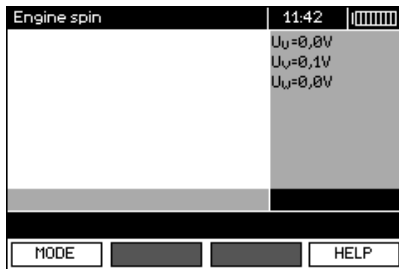 Engine spin 11:42
Uu=0,0V
Uv=0,1V
Uw=0,0V
MODE HELP